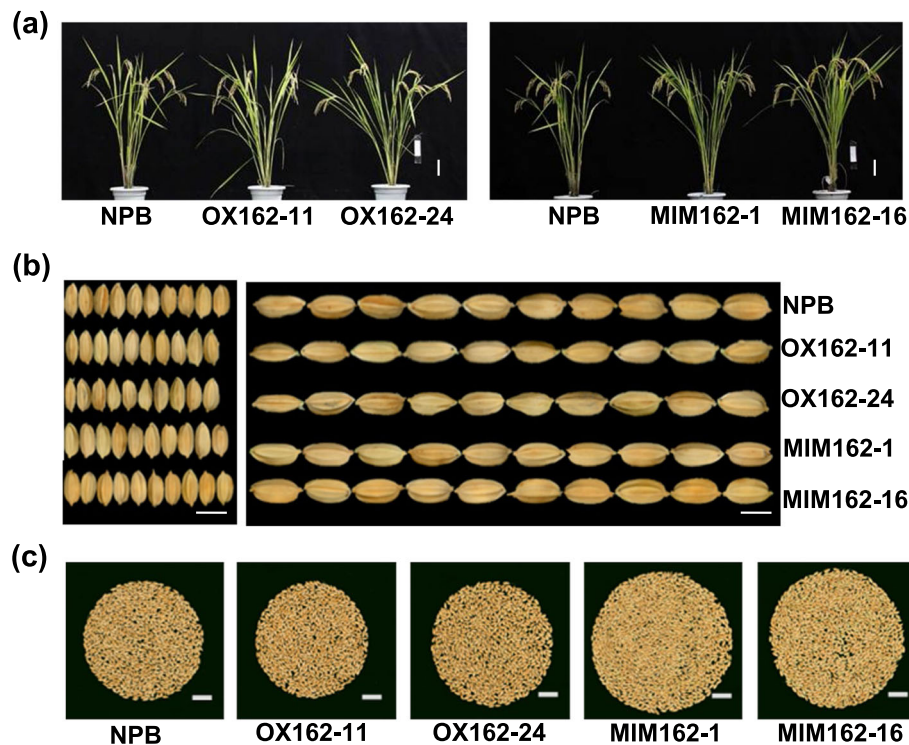 (a)
NPB OX162-11 OX162-24 NPB MIM162-1 MIM162-16
(b)
NPB
OX162-11
OX162-24
MIM162-1
MIM162-16
(c)
NPB OX162-11 OX162-24 MIM162-1 MIM162-16